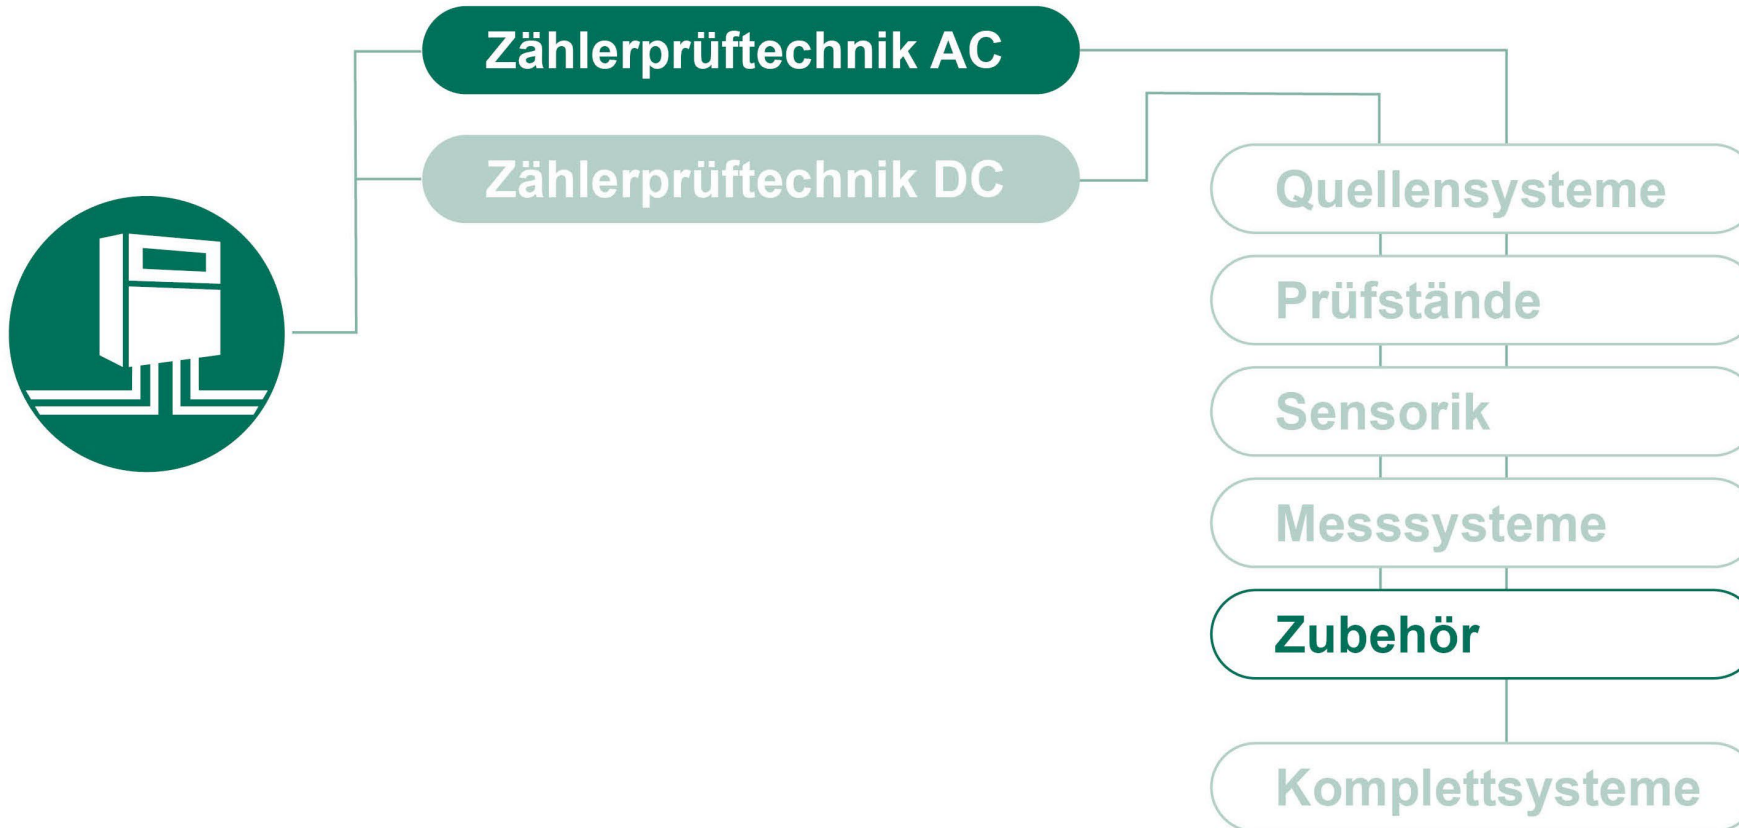 Zählerprüftechnik AC
Zählerprüftechnik DC
Quellensysteme
Prüfstände
Sensorik
Messsysteme
Zubehör
Komplettsysteme